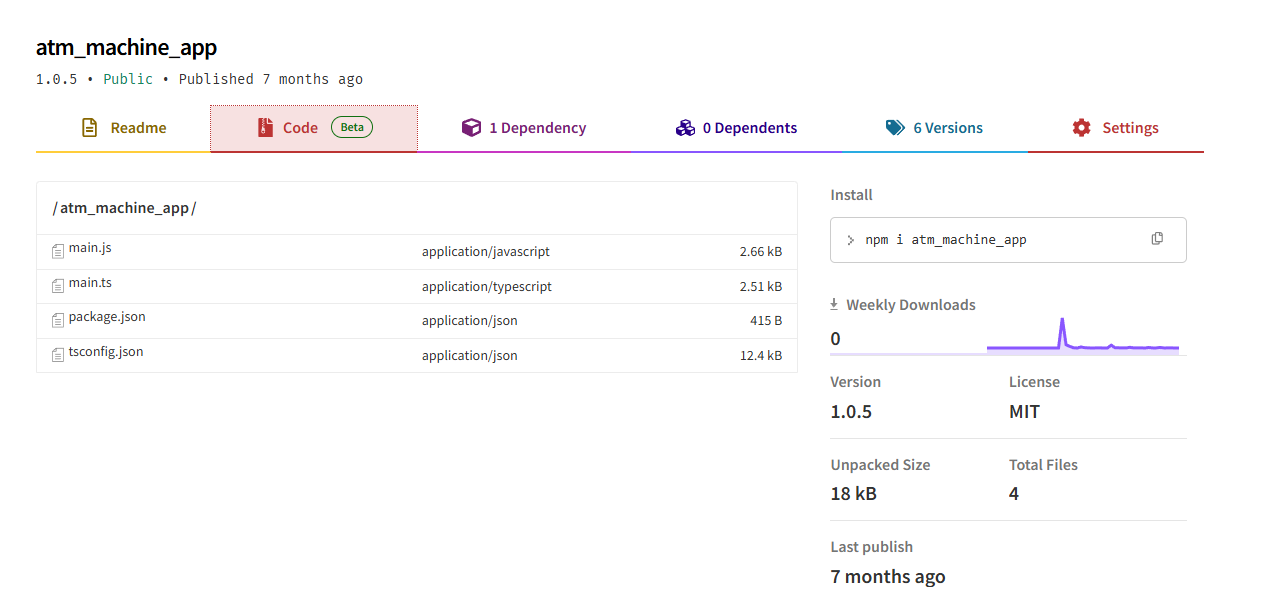 atm_machine_app
1.0.5 • Public • Published 7 months ago
Readme
Code Beta
1 Dependency
0 Dependents
6 Versions
Settings
/atm_machine_app/
main.js application/javascript 2.66 kB
main.ts application/typescript 2.51 kB
package.json application/json 415 B
tsconfig.json application/json 12.4 kB
Install
npm i atm_machine_app
Weekly Downloads
0
Version License
1.0.5 MIT
Unpacked Size Total Files
18 kB 4
Last publish
7 months ago